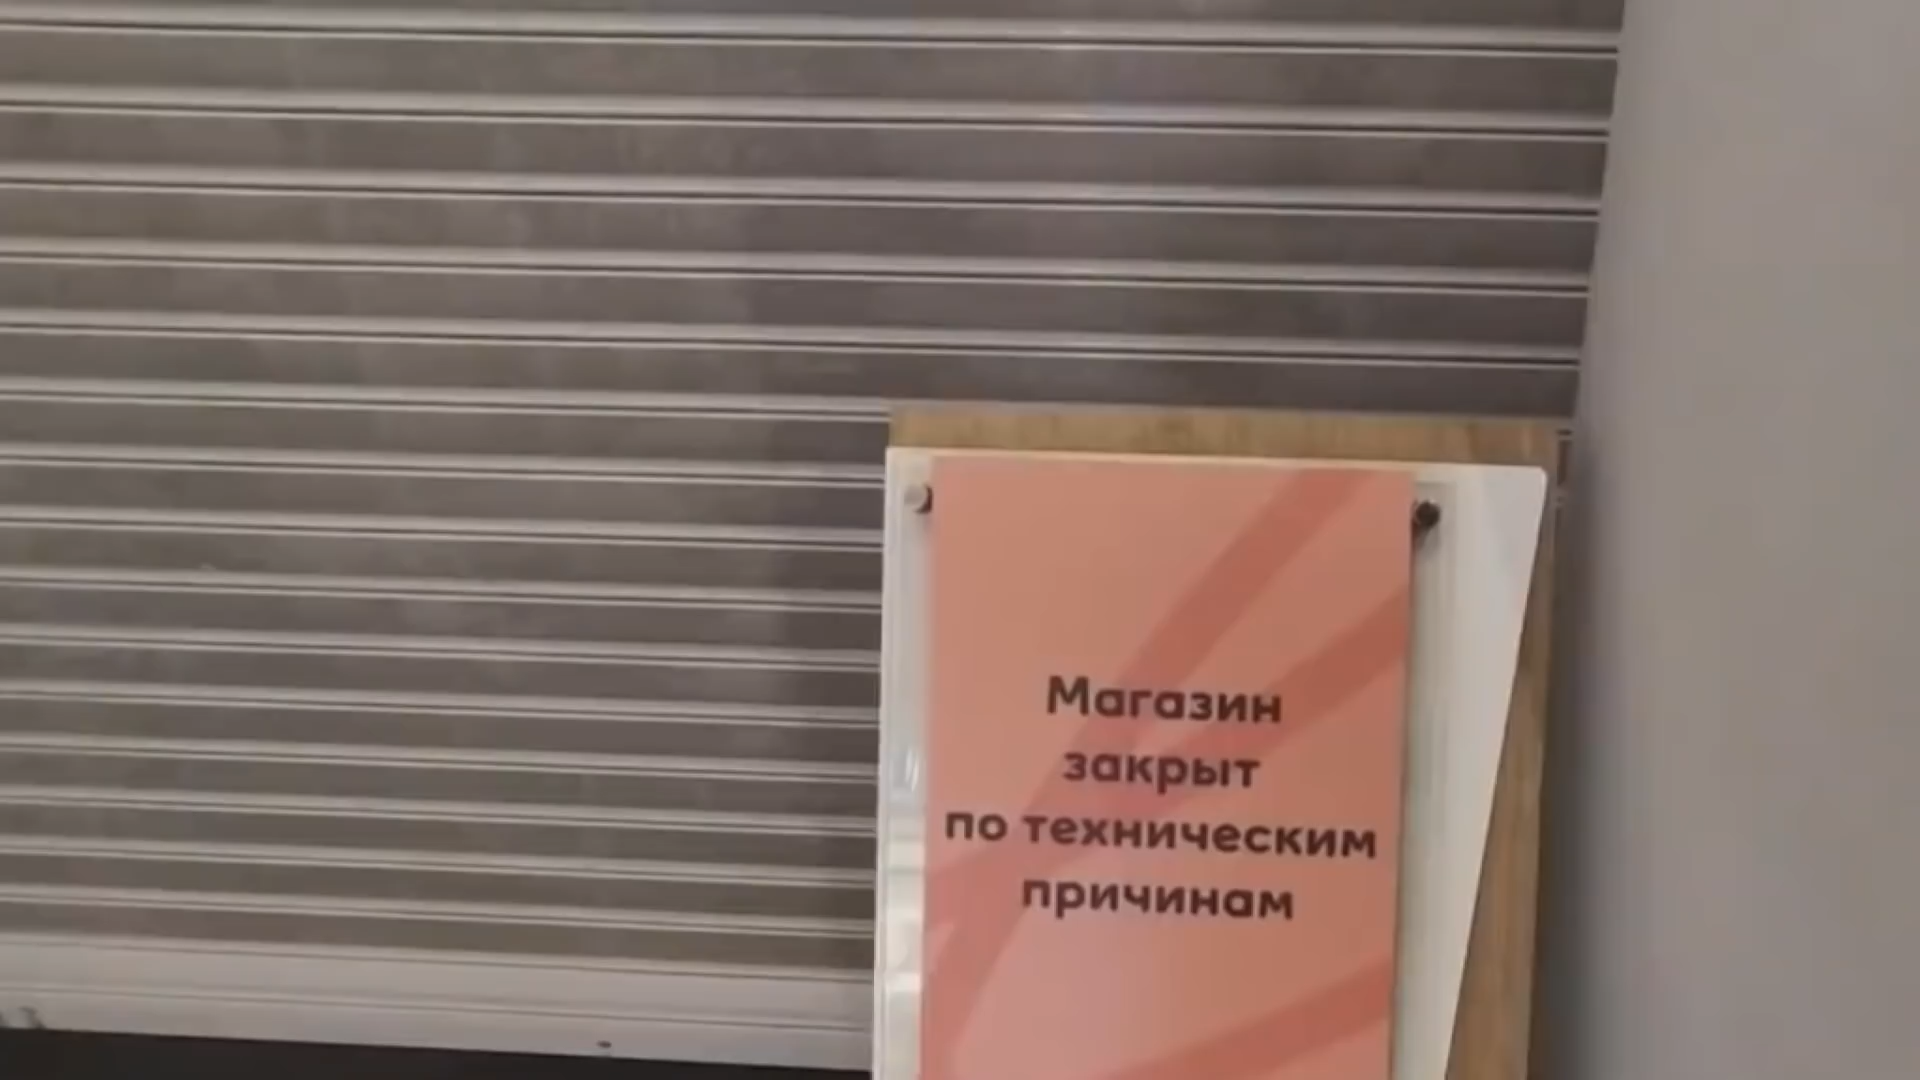 Магазин
закрыт
по техническим
причинам